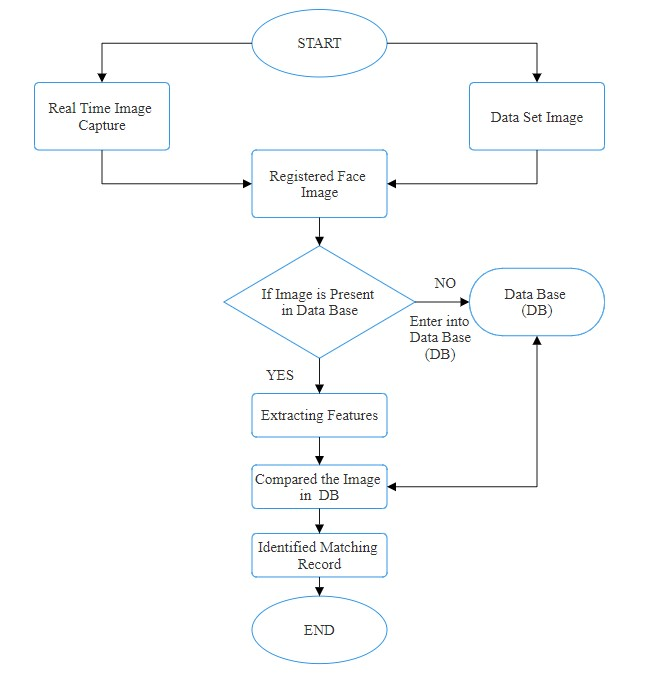 START
Real Time Image
Capture
Data Set Image
Registered Face
Image
If Image is Present
in Data Base
NO
Enter into
Data Base
(DB)
Data Base
(DB)
YES
Extracting Features
Compared the Image
in DB
Identified Matching
Record
END